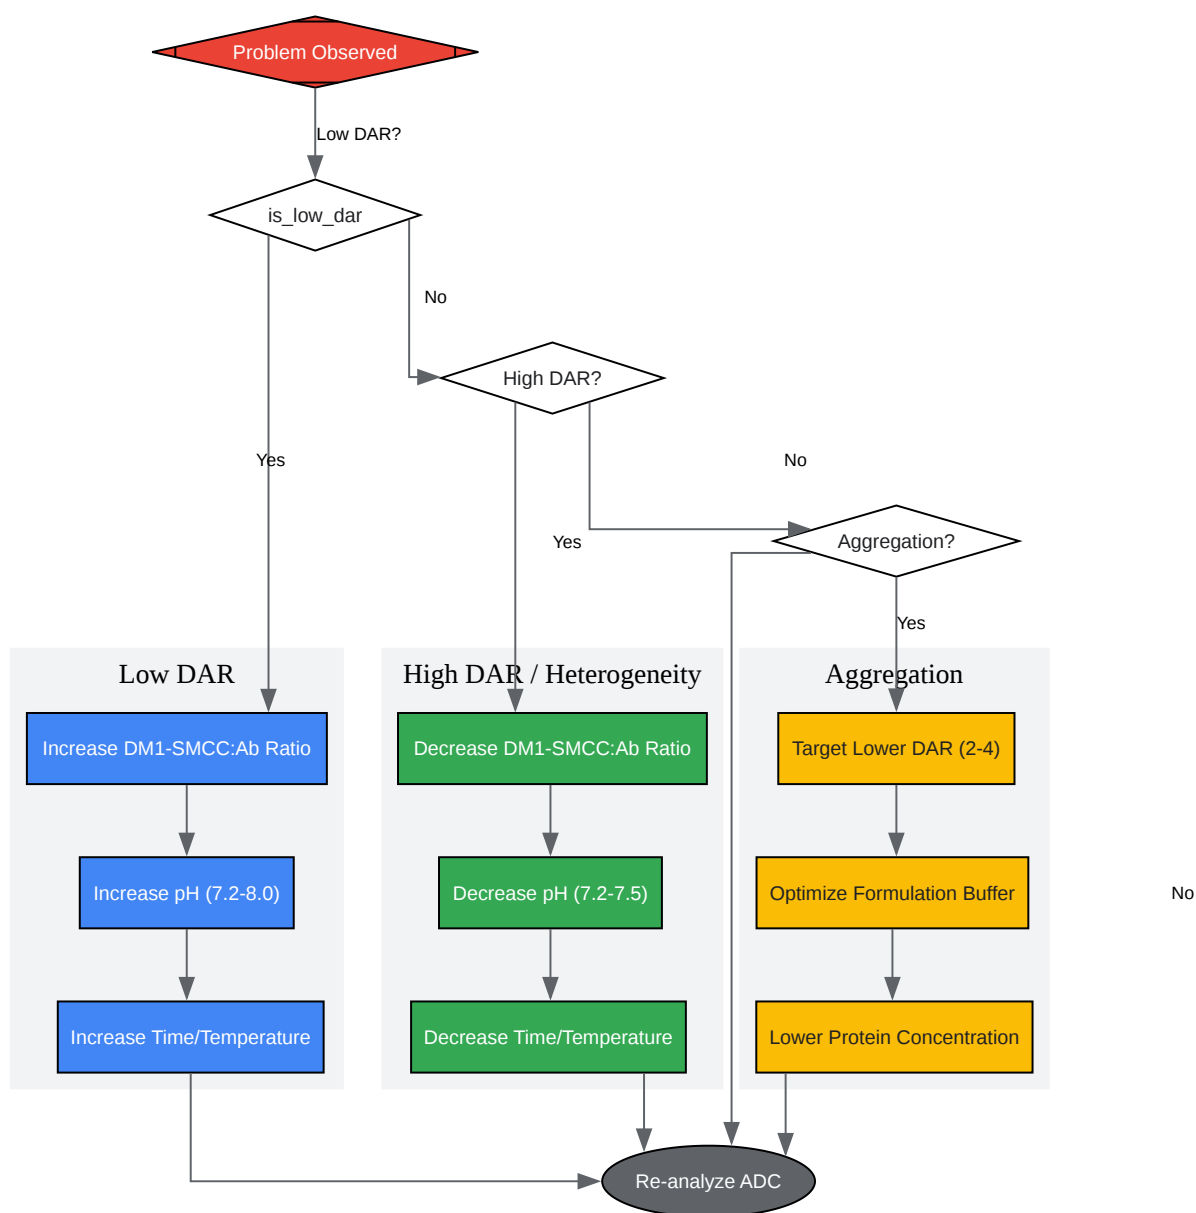 Problem Observed
Low DAR?
is_low_dar
No
High DAR?
Yes
No
Yes
Aggregation?
Yes
Low DAR
High DAR / Heterogeneity
Aggregation
Increase DM1-SMCC:Ab Ratio
Decrease DM1-SMCC:Ab Ratio
Target Lower DAR (2-4)
Increase pH (7.2-8.0)
Decrease pH (7.2-7.5)
Optimize Formulation Buffer
No
Increase Time/Temperature
Decrease Time/Temperature
Lower Protein Concentration
Re-analyze ADC